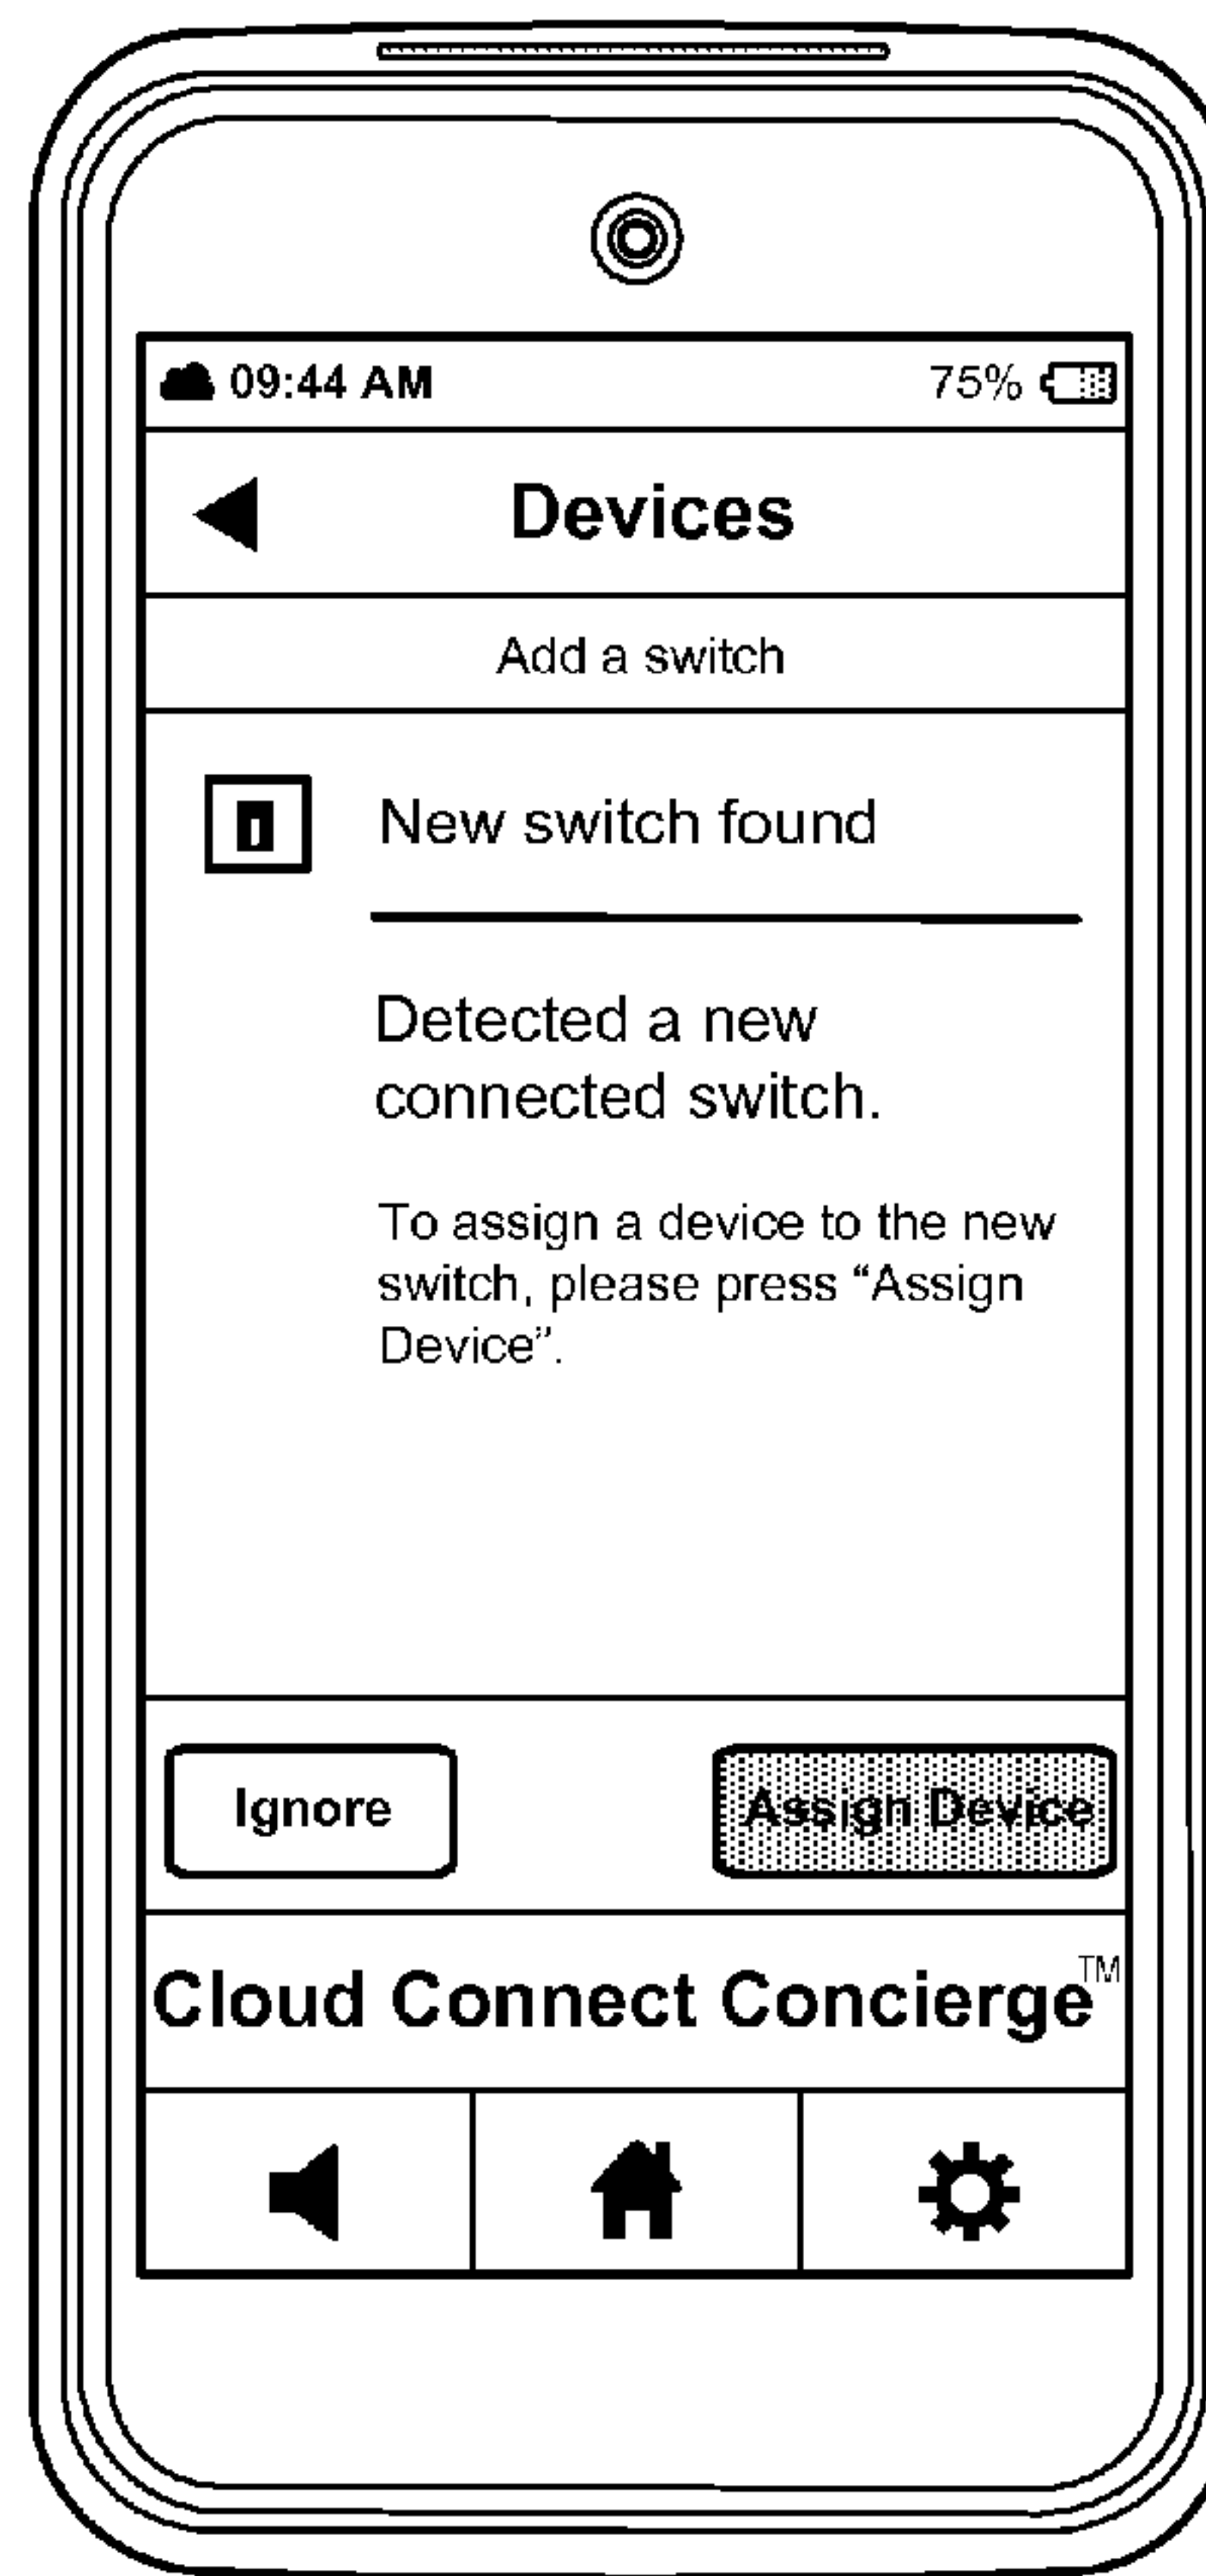 09:44 AM 75%
Devices
Add a switch
New switch found
Detected a new
connected switch.
To assign a device to the new
switch, please press “Assign
Device”.
Ignore Assign Device
Cloud Connect Concierge™